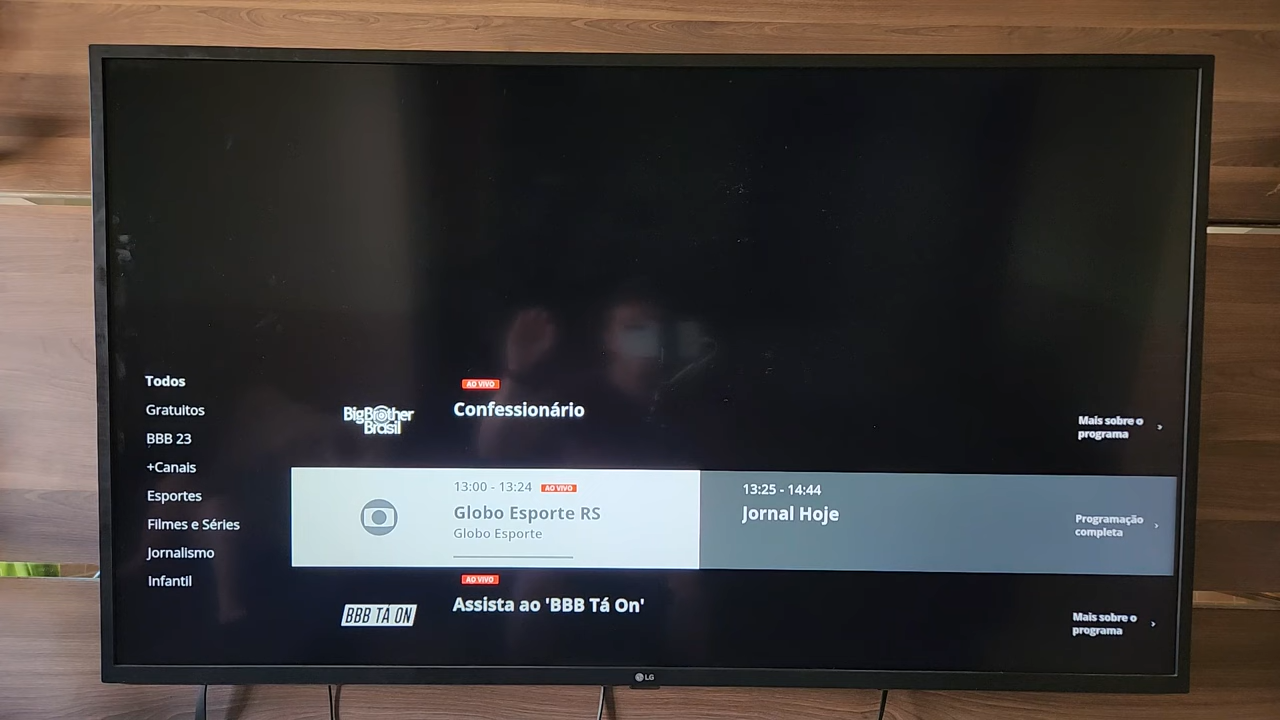 Todos
Gratuitos
BBB 23
+Canais
Esportes
Filmes e Séries
Jornalismo
Infantil
BigBrother
Brasil
AO VIVO
Confessionário
Mais sobre o
programa
13:00 - 13:24 AO VIVO
Globo Esporte RS
Globo Esporte
13:25 - 14:44
Jornal Hoje
Programação
completa
BBB TÁ ON
AO VIVO
Assista ao 'BBB Tá On'
Mais sobre o
programa
LG